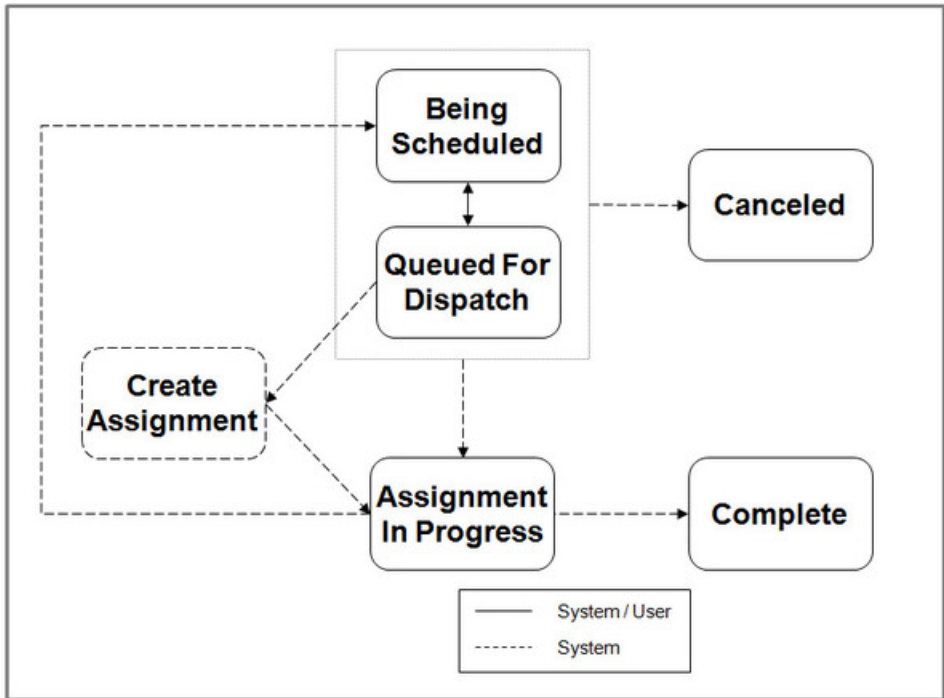 Being
Scheduled
Canceled
Queued For
Dispatch
Create
Assignment
Assignment
In Progress
Complete
System / User
System